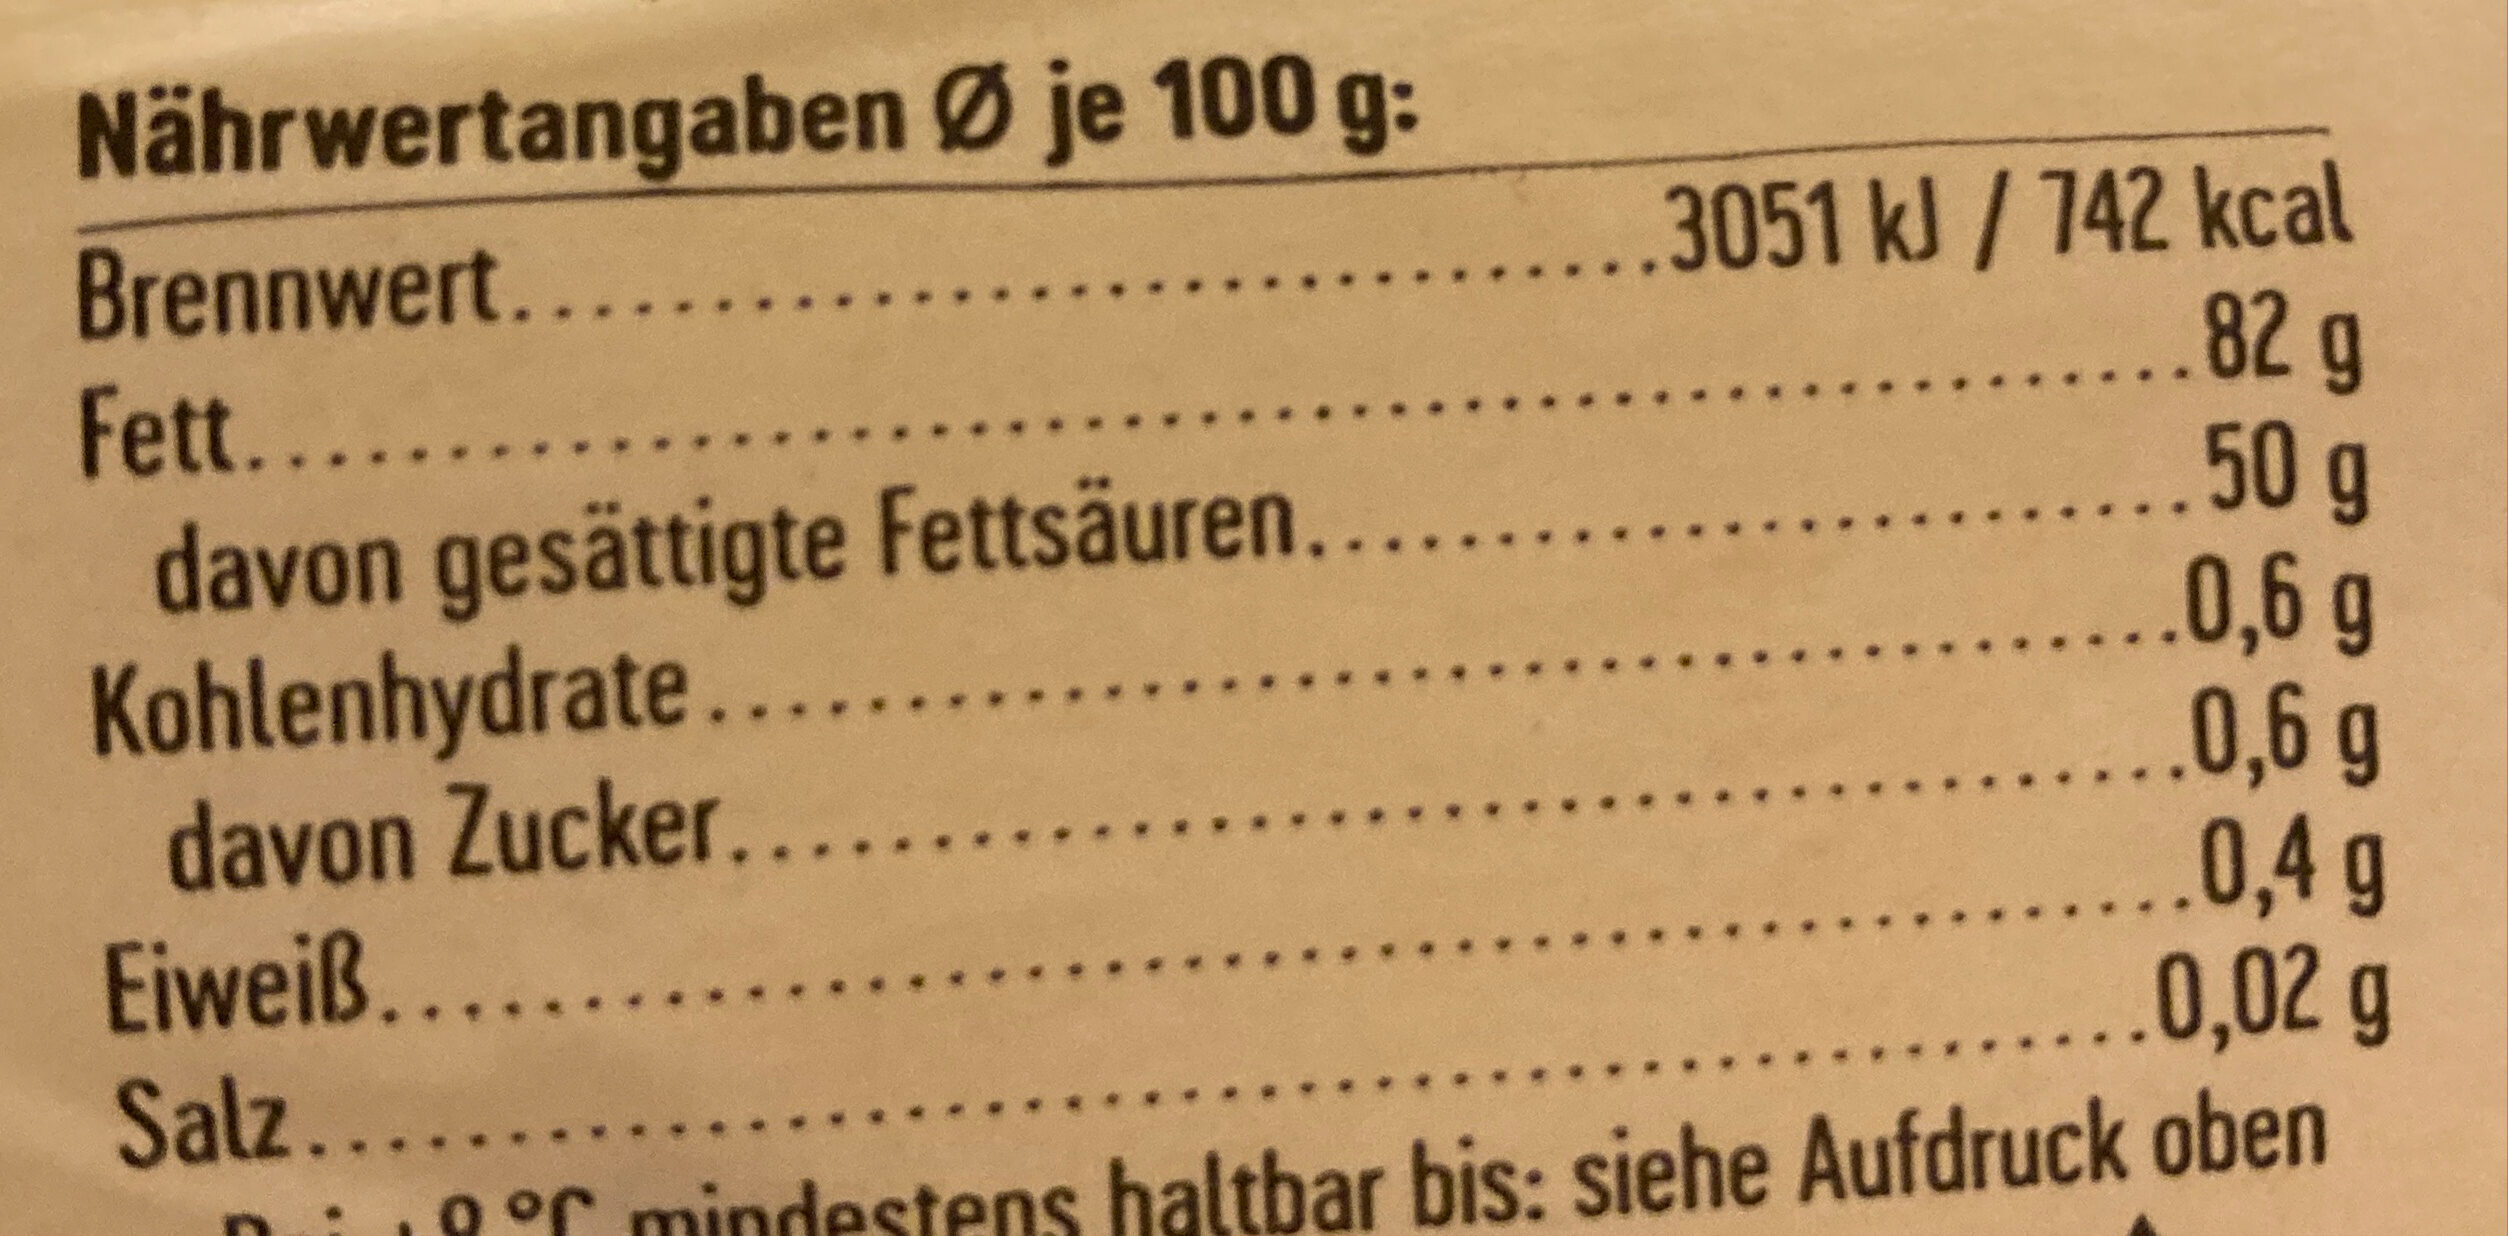 Nährwertangaben Ø je 100 g:
Brennwert..............................3051 kJ / 742 kcal
Fett..............................82 g
davon gesättigte Fettsäuren..............................50 g
Kohlenhydrate..............................0,6 g
davon Zucker..............................0,6 g
Eiweiß..............................0,4 g
Salz..............................0,02 g
mindestens haltbar bis: siehe Aufdruck oben